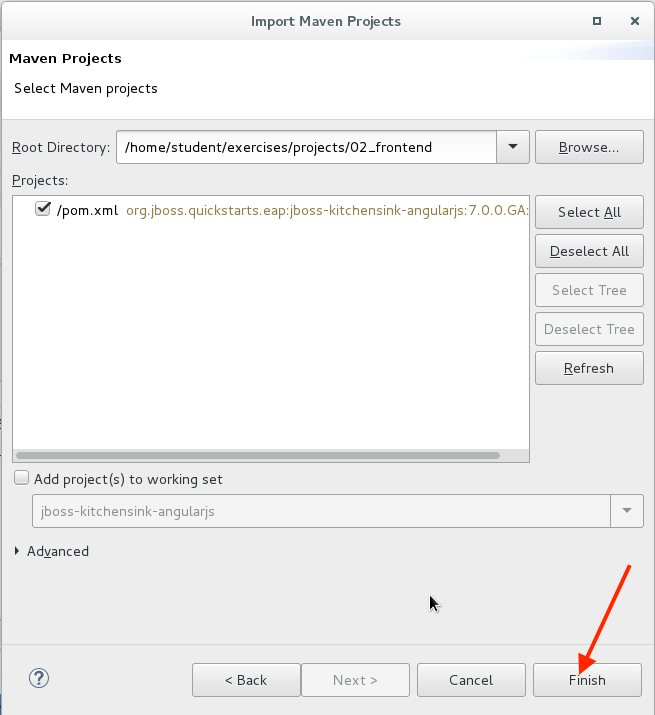 Import Maven Projects
Maven Projects
Select Maven projects
Root Directory: /home/student/exercises/projects/02_frontend Browse...
Projects:
/pom.xml org.jboss.quickstarts.eap:jboss-kitchensink-angularjs:7.0.0.GA:
Select All
Deselect All
Select Tree
Deselect Tree
Refresh
Add project(s) to working set
jboss-kitchensink-angularjs
Advanced
? < Back Next > Cancel Finish